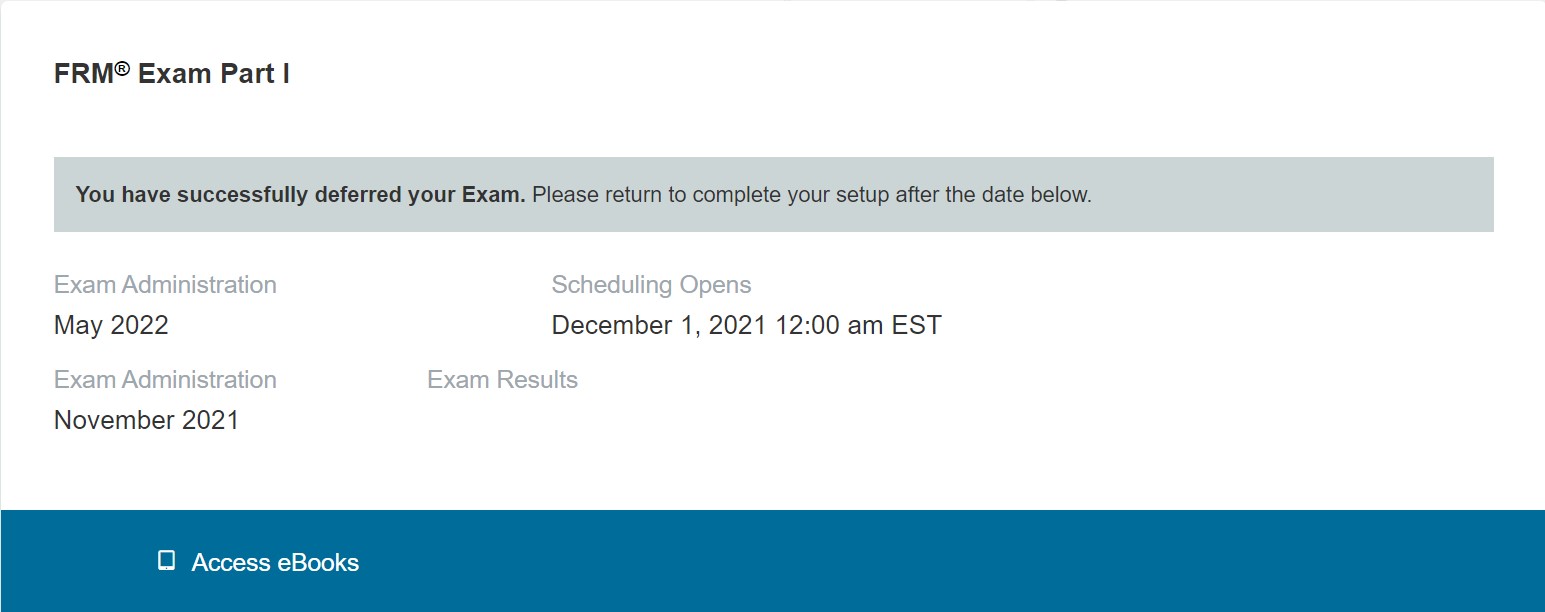 FRM® Exam Part I
You have successfully deferred your Exam. Please return to complete your setup after the date below.
Exam Administration Scheduling Opens
May 2022 December 1, 2021 12:00 am EST
Exam Administration Exam Results
November 2021
Access eBooks